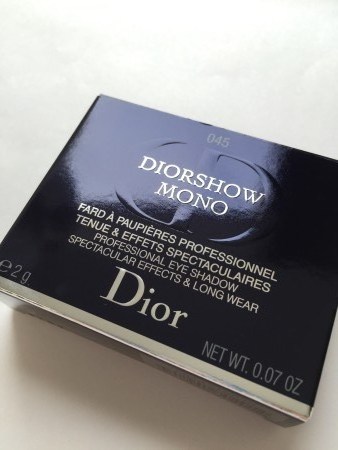 045
DIORSHOW
MONO
FARD À PAUPIÈRES PROFESSIONNEL
TENUE & EFFETS SPECTACULAIRES
PROFESSIONAL EYE SHADOW
SPECTACULAR EFFECTS & LONG WEAR
e 2 g
Dior
NET WT. 0.07 OZ